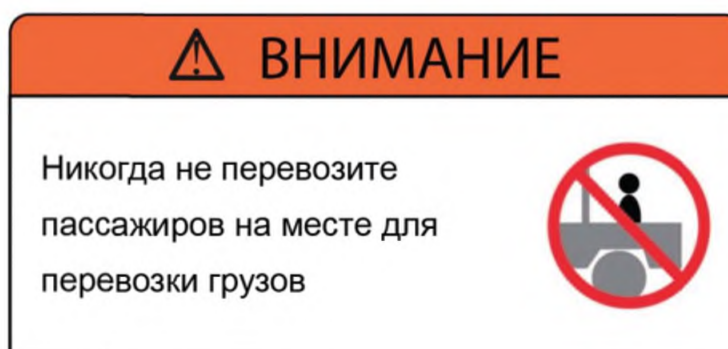 ВНИМАНИЕ
Никогда не перевозите
пассажиров на месте для
перевозки грузов